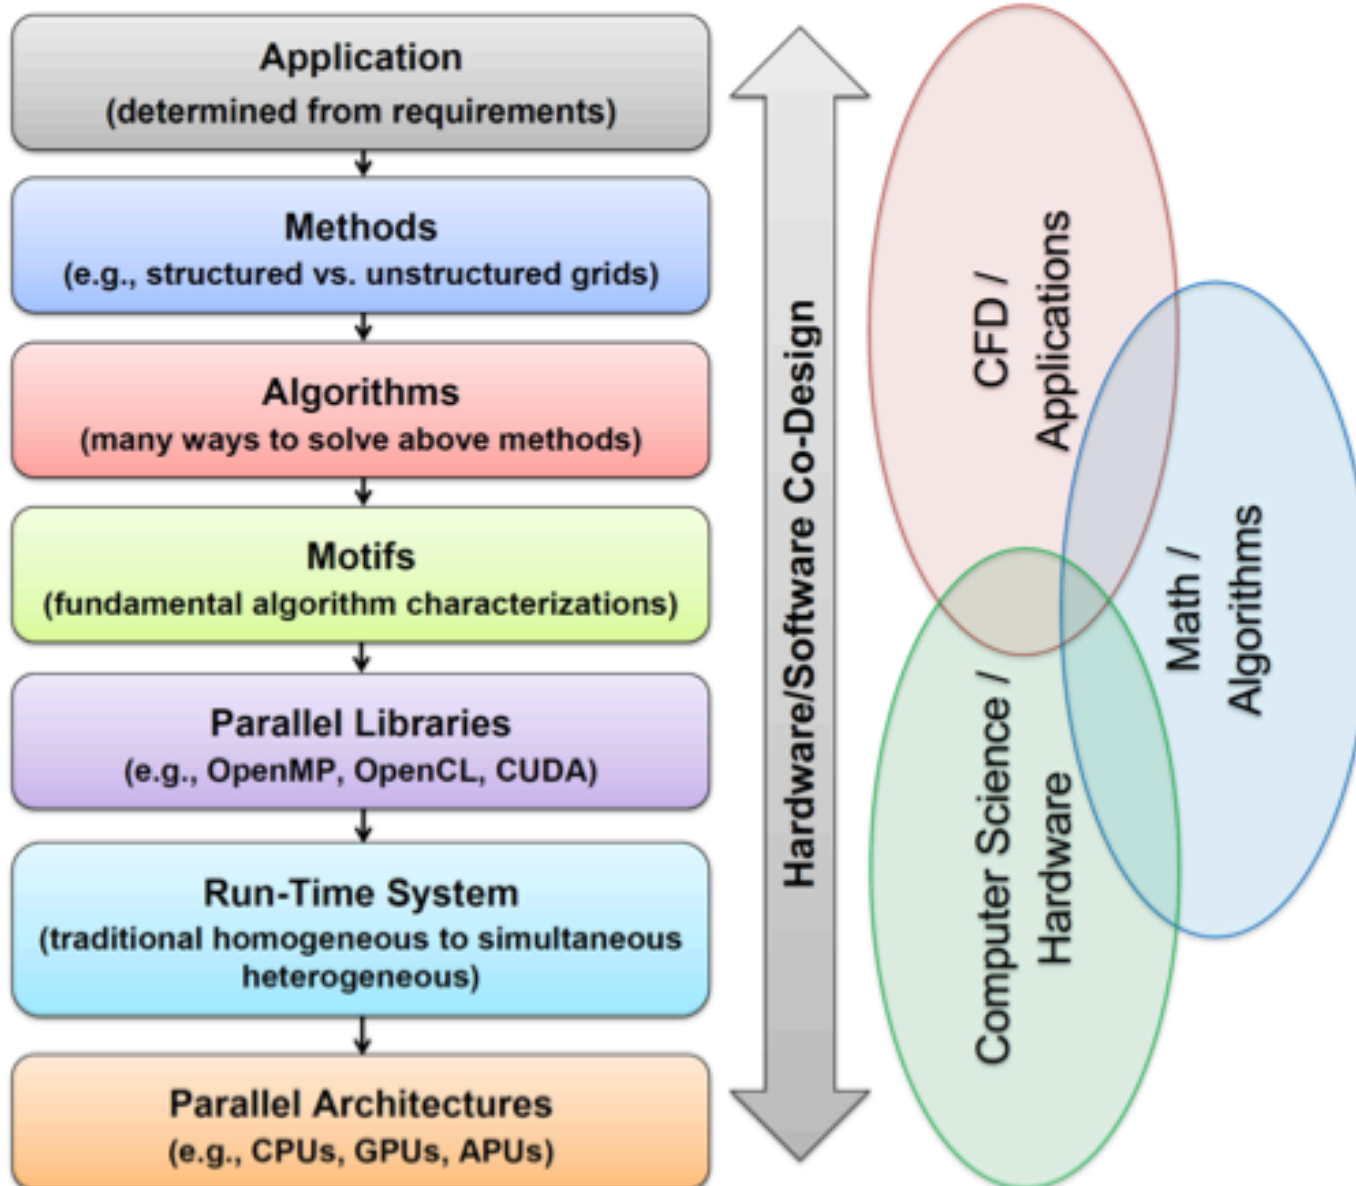 Application
(determined from requirements)
Methods
(e.g., structured vs. unstructured grids)
Algorithms
(many ways to solve above methods)
Motifs
(fundamental algorithm characterizations)
Parallel Libraries
(e.g., OpenMP, OpenCL, CUDA)
Run-Time System
(traditional homogeneous to simultaneous
heterogeneous)
Parallel Architectures
(e.g., CPUs, GPUs, APUs)
Hardware/Software Co-Design
CFD /
Applications
Math /
Algorithms
Computer Science /
Hardware